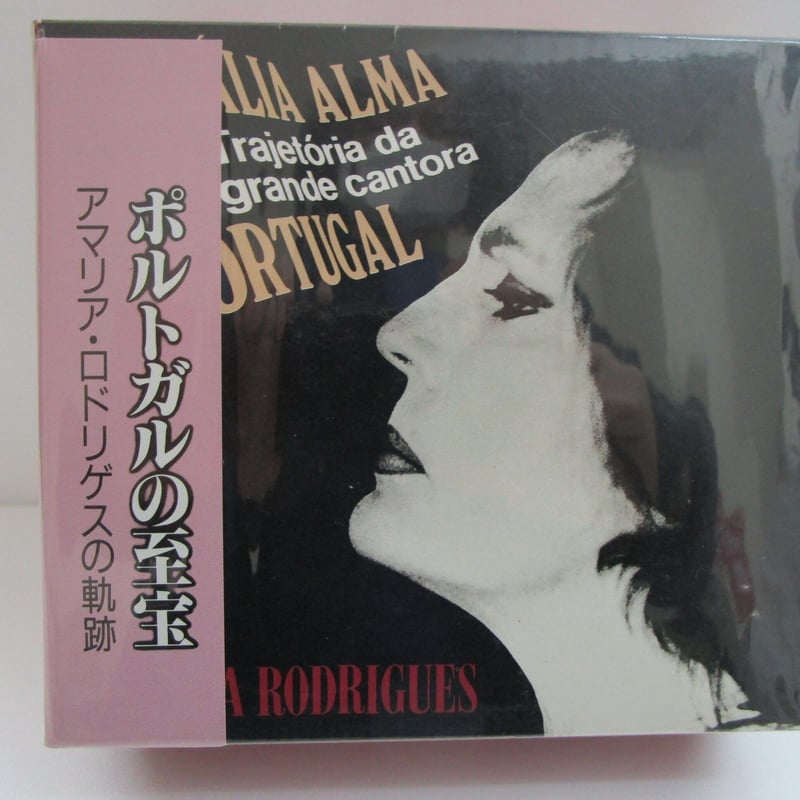 ポルトガルの至宝
アマリア・ロドリゲスの軌跡
ÁLIA ALMA
Trajetória da
grande cantora
ORTUGAL
A RODRIGUES